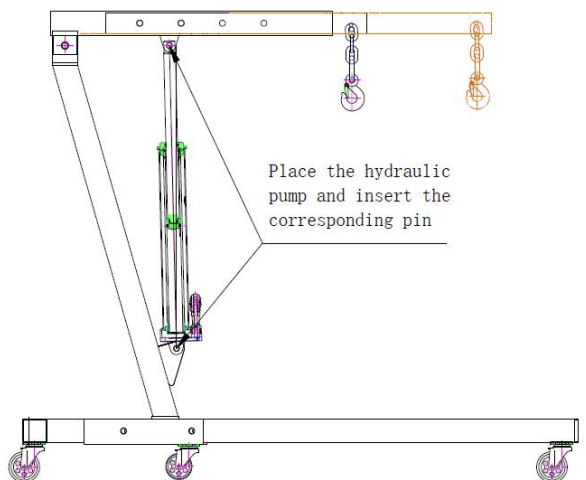 Place the hydraulic
pump and insert the
corresponding pin